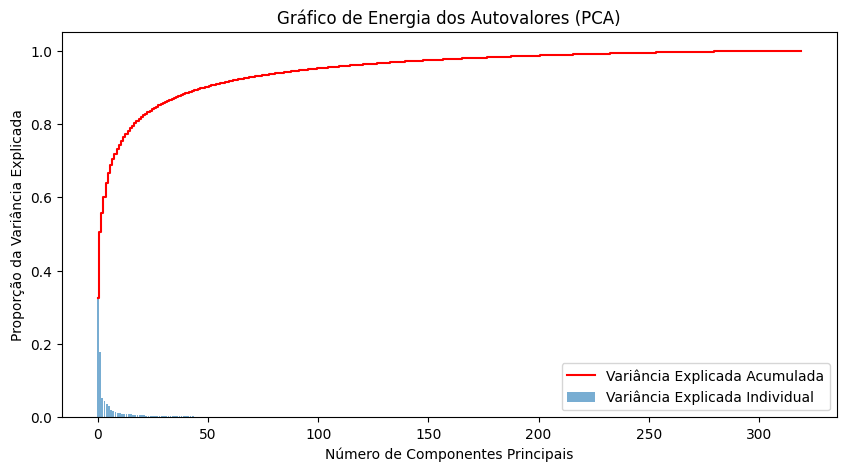 Gráfico de Energia dos Autovalores (PCA)
Proporção da Variância Explicada
1.0
0.8
0.6
0.4
0.2
0.0
Variância Explicada Acumulada
Variância Explicada Individual
0 50 100 150 200 250 300
Número de Componentes Principais